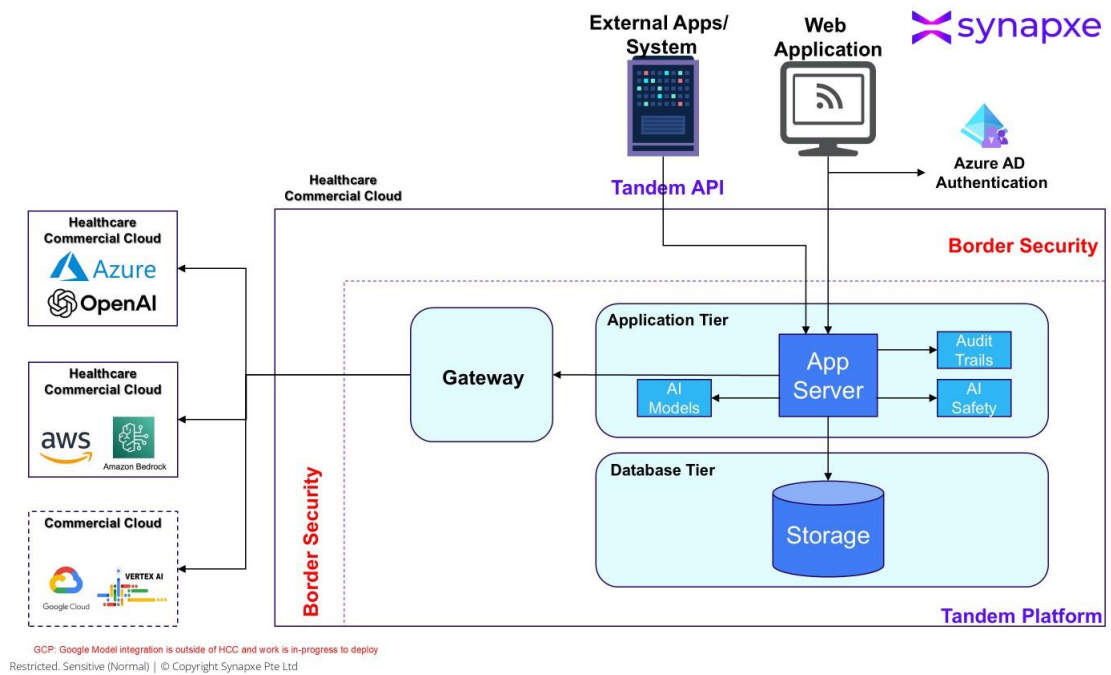 External Apps/
System
Web
Application
synapxe
Azure AD
Authentication
Tandem API
Healthcare
Commercial Cloud
Border Security
Healthcare
Commercial Cloud
Azure
OpenAI
Healthcare
Commercial Cloud
aws
Amazon Bedrock
Commercial Cloud
Google Cloud
VERTEX AI
Border Security
Gateway
Application Tier
App
Server
Audit
Trails
AI
Models
AI
Safety
Database Tier
Storage
Tandem Platform
GCP: Google Model integration is outside of HCC and work is in-progress to deploy
Restricted. Sensitive (Normal) | © Copyright Synapxe Pte Ltd